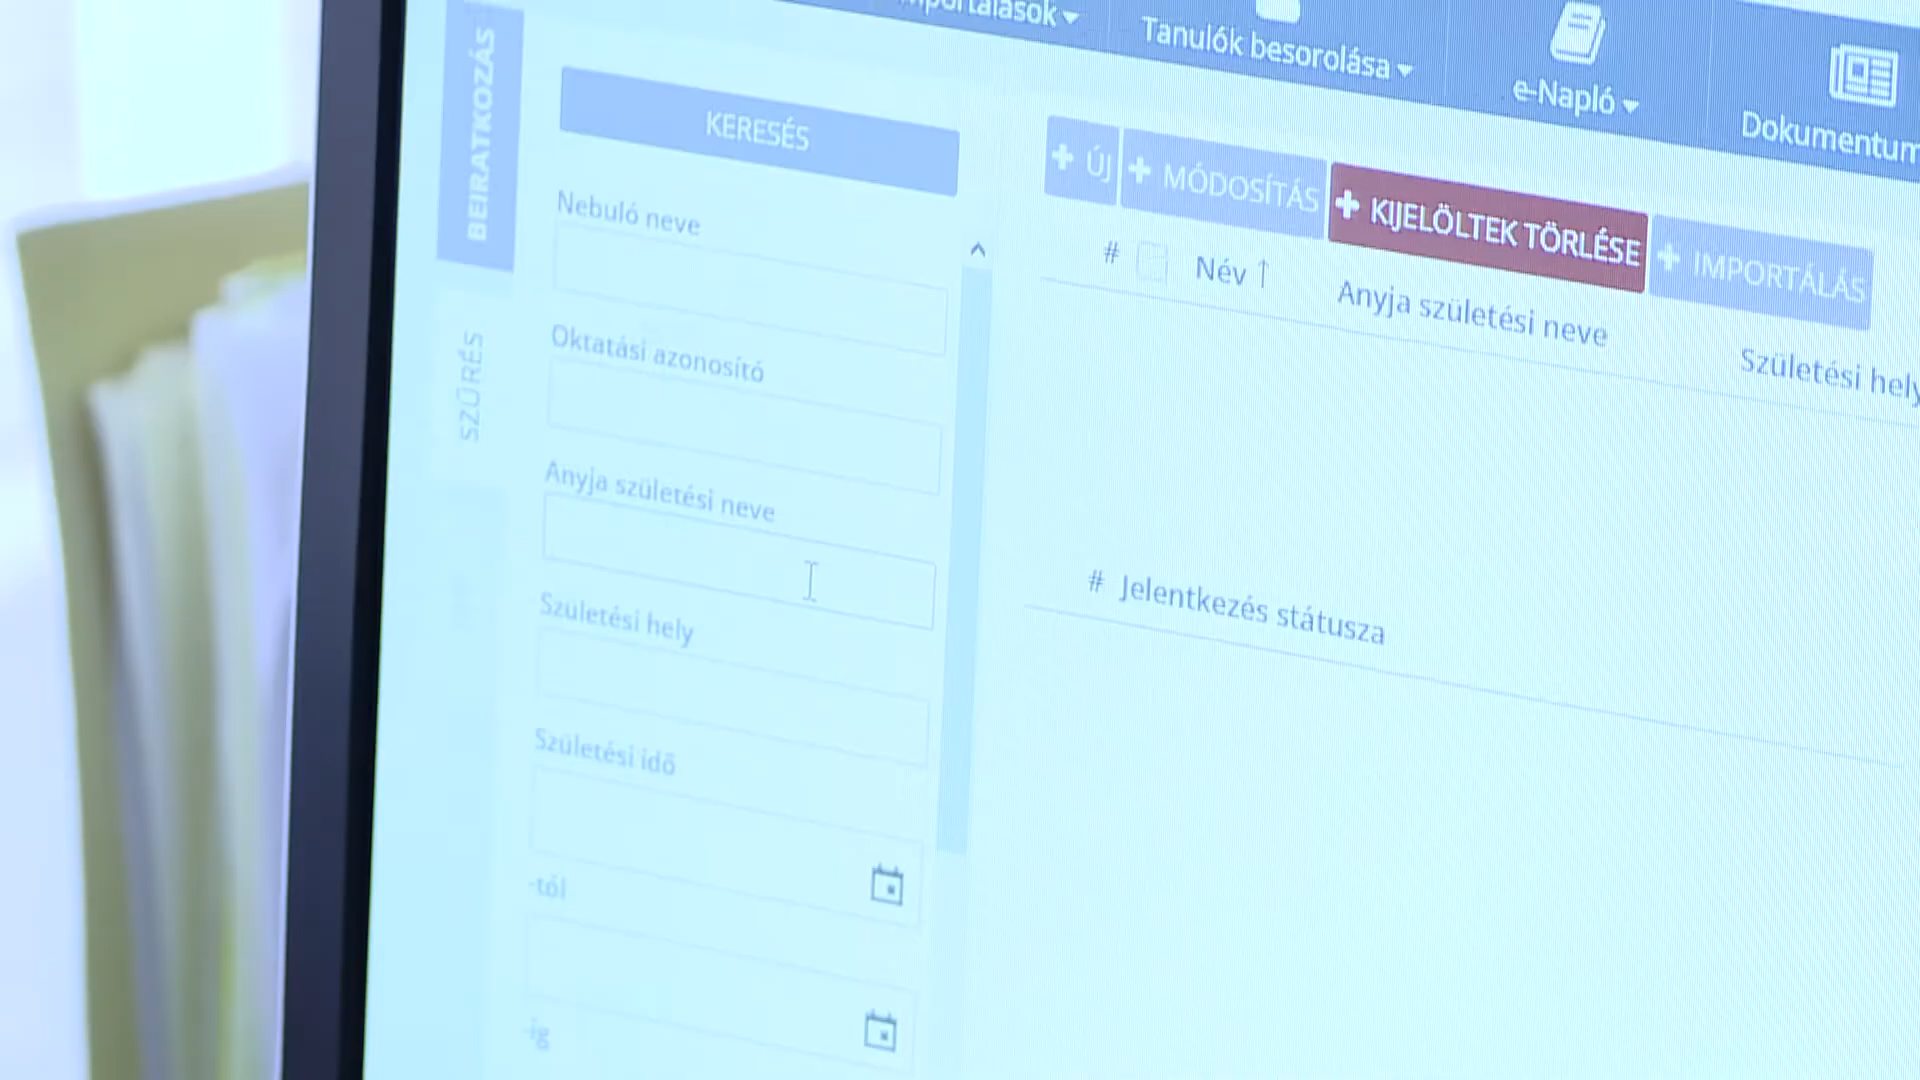 Tanulók besorolása
e-Napló
BEIRATKOZÁS
SZŰRÉS
KERESÉS
Nebuló neve
Oktatási azonosító
Anyja születési neve
Születési hely
Születési idő
-tól
-ig
+ ÚJ
+ MÓDOSÍTÁS
+ KIJELÖLTEK TÖRLÉSE
+ IMPORTÁLÁS
# Név ↑ Anyja születési neve Születési hely
# Jelentkezés státusza